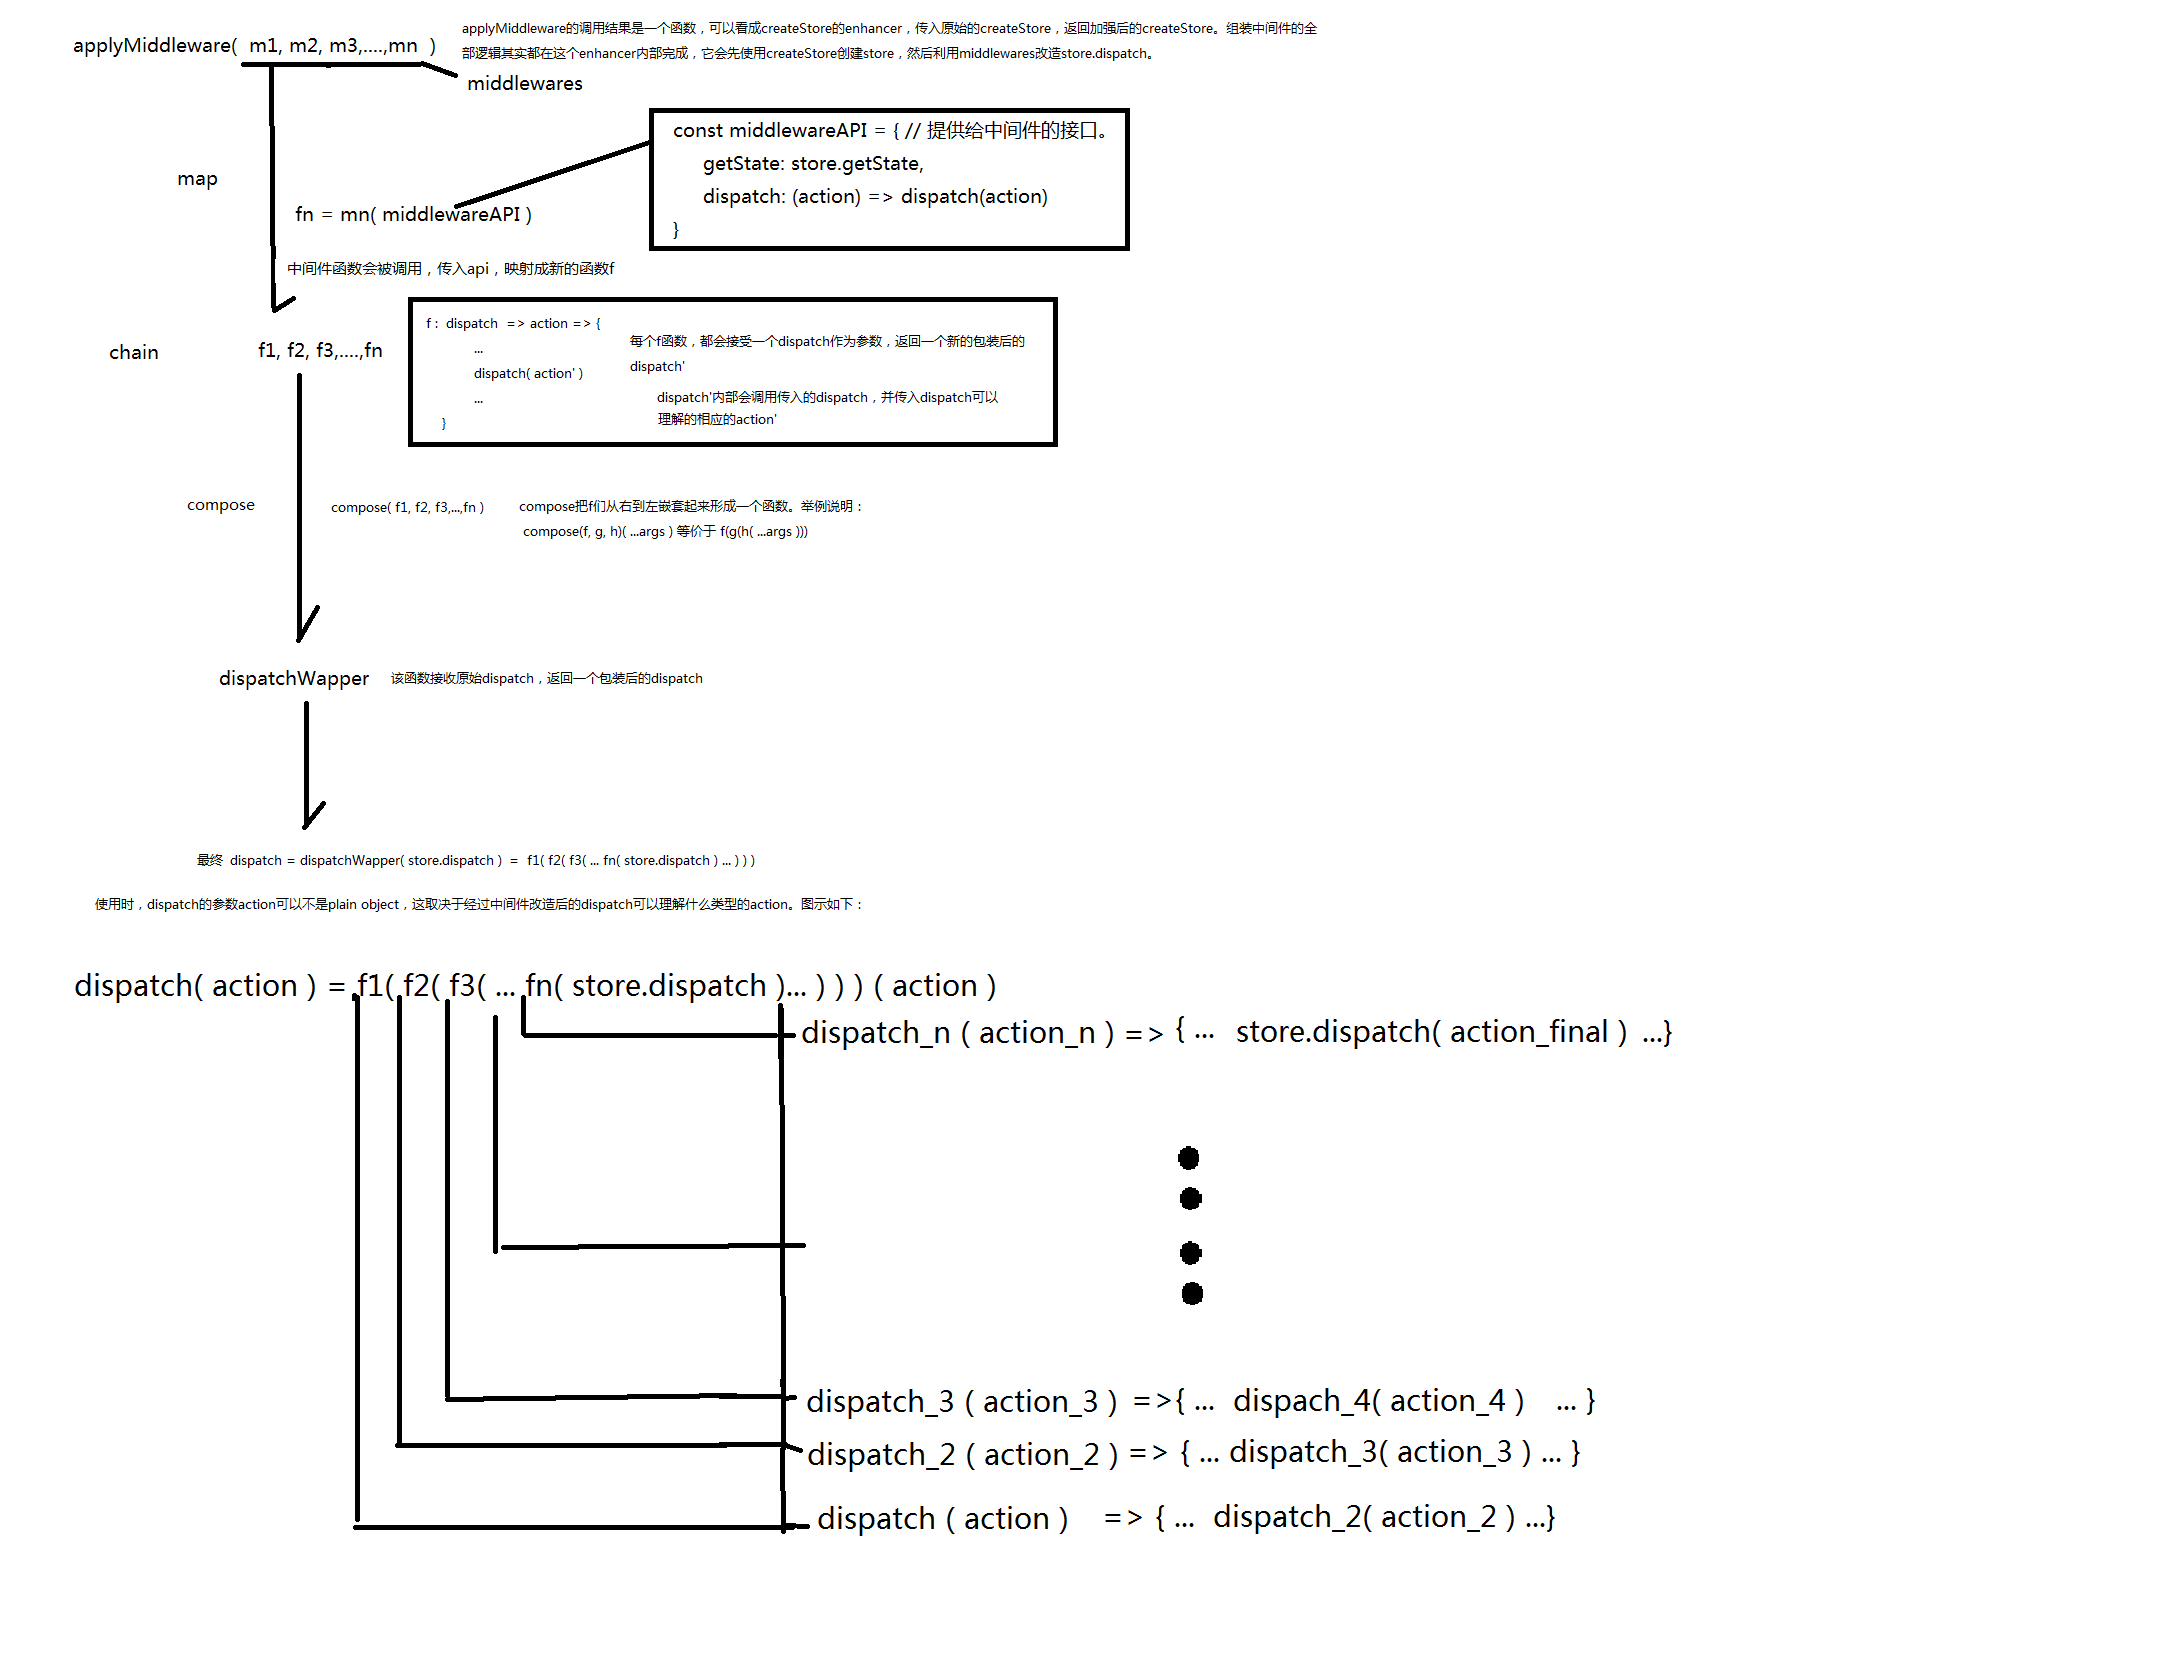 applyMiddleware( m1, m2, m3,....,mn )
applyMiddleware的调用结果是一个函数，可以看成createStore的enhancer，传入原始的createStore，返回加强后的createStore。组装中间件的全
部逻辑其实都在这个enhancer内部完成，它会先使用createStore创建store，然后利用middlewares改造store.dispatch。
middlewares
const middlewareAPI = { // 提供给中间件的接口。
getState: store.getState,
dispatch: (action) => dispatch(action)
}
map
fn = mn( middlewareAPI )
中间件函数会被调用，传入api，映射成新的函数f
chain
f1, f2, f3,....,fn
f : dispatch => action => {
...
dispatch( action' )
...
}
每个f函数，都会接受一个dispatch作为参数，返回一个新的包装后的
dispatch'
dispatch'内部会调用传入的dispatch，并传入dispatch可以
理解的相应的action'
compose
compose( f1, f2, f3,...,fn )
compose把f们从右到左嵌套起来形成一个函数。举例说明：
compose(f, g, h)( ...args ) 等价于 f(g(h( ...args )))
dispatchWapper
该函数接收原始dispatch，返回一个包装后的dispatch
最终 dispatch = dispatchWapper( store.dispatch ) = f1( f2( f3( ... fn( store.dispatch ) ... ) ) )
使用时，dispatch的参数action可以不是plain object，这取决于经过中间件改造后的dispatch可以理解什么类型的action。图示如下：
dispatch( action ) = f1( f2( f3( ... fn( store.dispatch )... ) ) ) ( action )
dispatch_n ( action_n ) => { ... store.dispatch( action_final ) ...}
dispatch_3 ( action_3 ) =>{ ... dispach_4( action_4 ) ... }
dispatch_2 ( action_2 ) => { ... dispatch_3( action_3 ) ... }
dispatch ( action ) => { ... dispatch_2( action_2 ) ...}